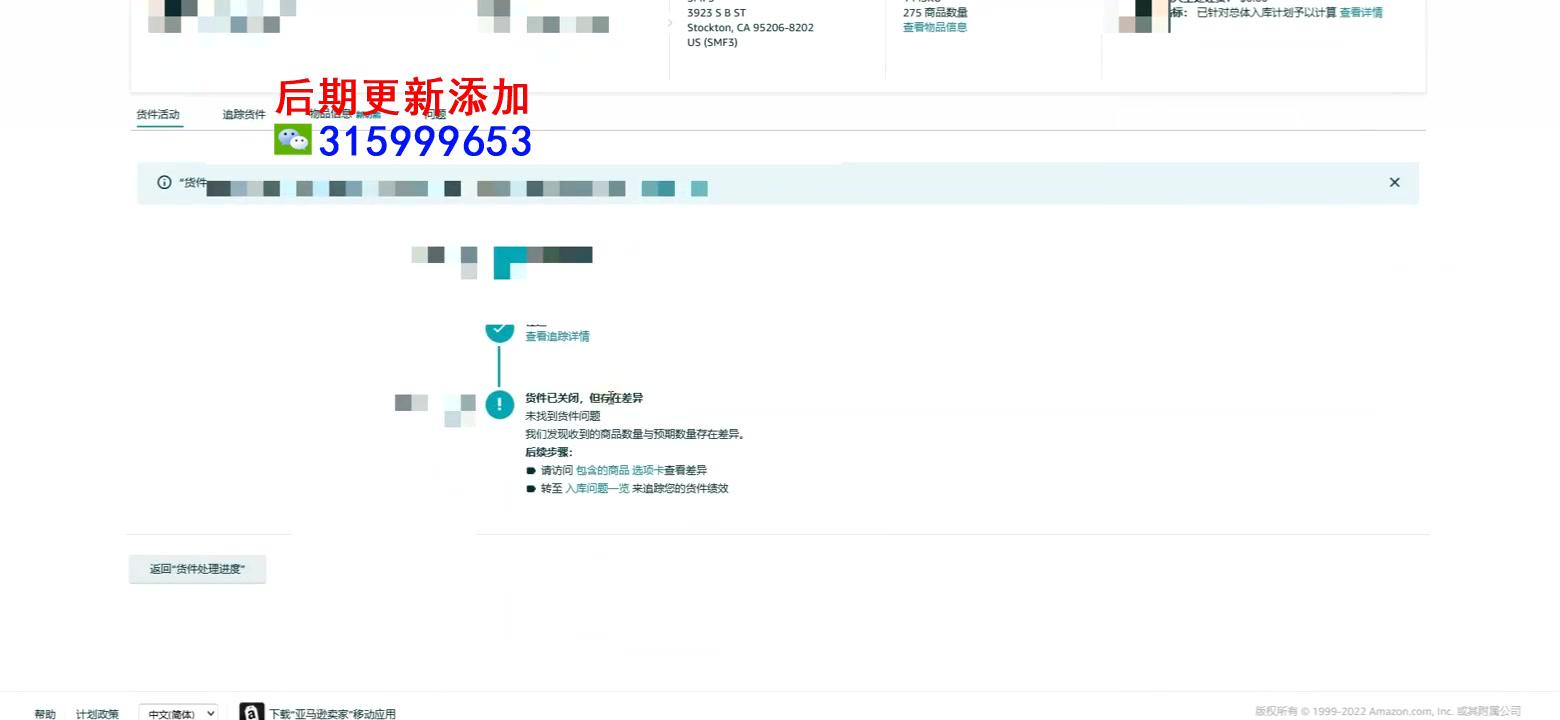 3923 S B ST
Stockton, CA 95206-8202
US (SMF3)
275 商品数量
查看物品信息
标： 已针对总体入库计划予以计算 查看详情
后期更新添加
315999653
货件活动
追踪货件
物品信息
问题
"货件
查看追踪详情
货件已关闭，但存在差异
未找到货件问题
我们发现收到的商品数量与预期数量存在差异。
后续步骤：
请访问 包含的商品 选项卡查看差异
转至 入库问题一览 来追踪您的货件绩效
返回"货件处理进度"
帮助
计划政策
中文(简体)
下载"亚马逊卖家"移动应用
版权所有 © 1999-2022 Amazon.com, Inc. 或其附属公司